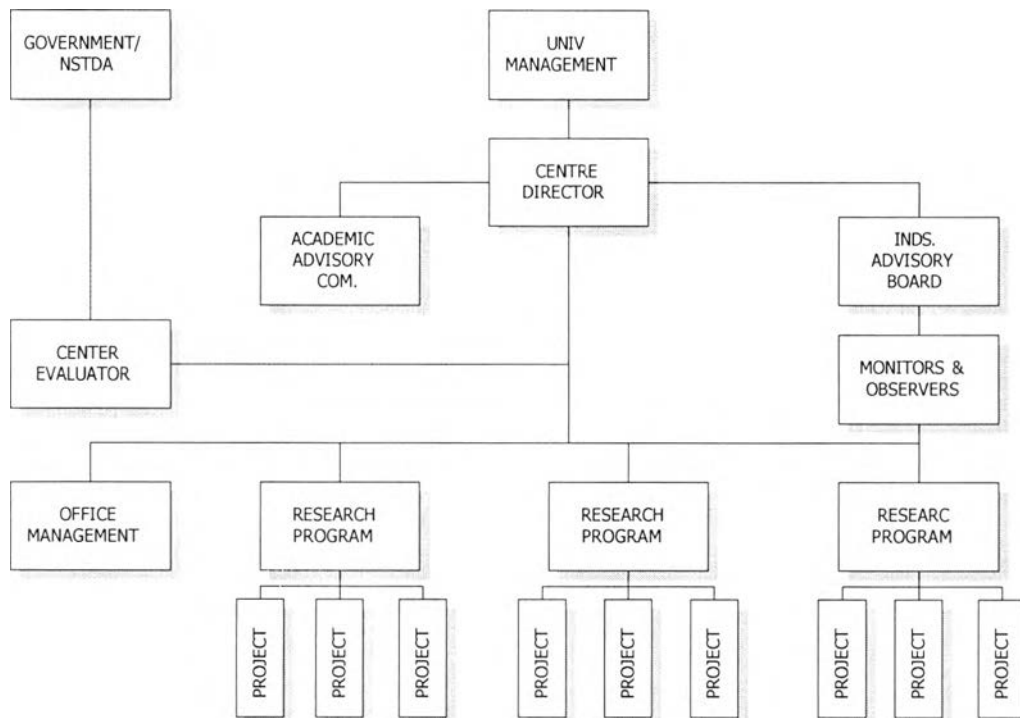 GOVERNMENT/
NSTDA
UNIV
MANAGEMENT
CENTRE
DIRECTOR
ACADEMIC
ADVISORY
COM.
INDS.
ADVISORY
BOARD
CENTER
EVALUATOR
MONITORS &
OBSERVERS
OFFICE
MANAGEMENT
RESEARCH
PROGRAM
RESEARCH
PROGRAM
RESEARC
PROGRAM
PROJECT
PROJECT
PROJECT
PROJECT
PROJECT
PROJECT
PROJECT
PROJECT
PROJECT